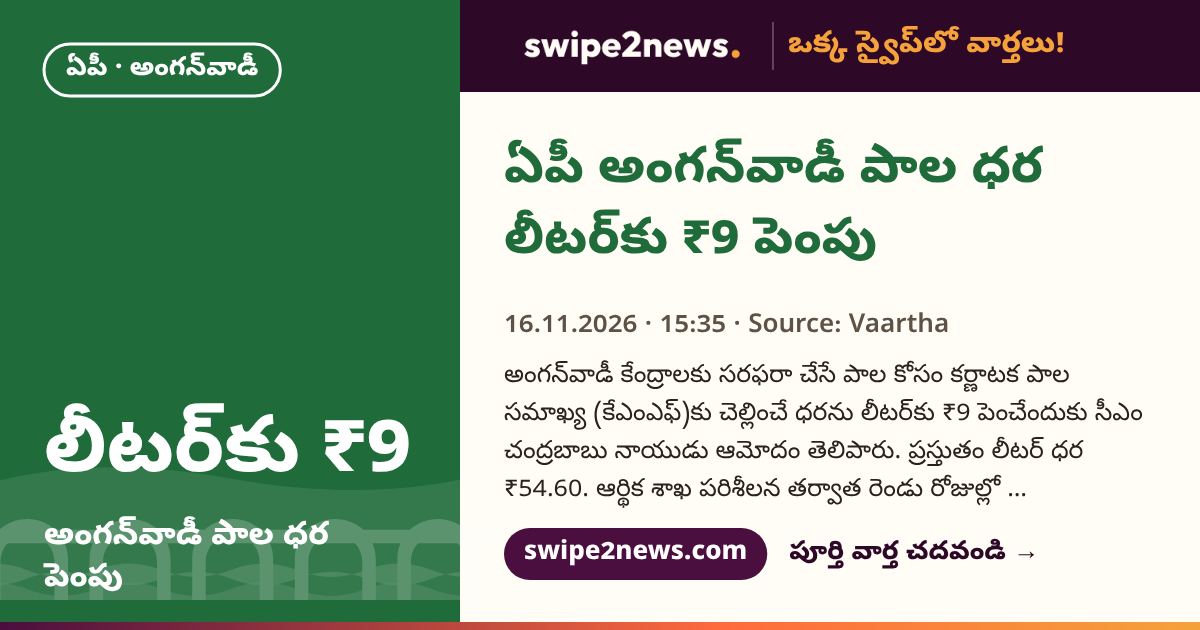 ఏపీ · అంగన్‌వాడీ
లీటర్‌కు ₹9
అంగన్‌వాడీ పాల ధర
పెంపు
swipe2news.
ఒక్క స్వైప్‌లో వార్తలు!
ఏపీ అంగన్‌వాడీ పాల ధర
లీటర్‌కు ₹9 పెంపు
16.11.2026 · 15:35 · Source: Vaartha
అంగన్‌వాడీ కేంద్రాలకు సరఫరా చేసే పాల కోసం కర్ణాటక పాల
సమాఖ్య (కేఎంఎఫ్)కు చెల్లించే ధరను లీటర్‌కు ₹9 పెంచేందుకు సీఎం
చంద్రబాబు నాయుడు ఆమోదం తెలిపారు. ప్రస్తుతం లీటర్ ధర
₹54.60. ఆర్థిక శాఖ పరిశీలన తర్వాత రెండు రోజుల్లో ...
swipe2news.com
పూర్తి వార్త చదవండి →